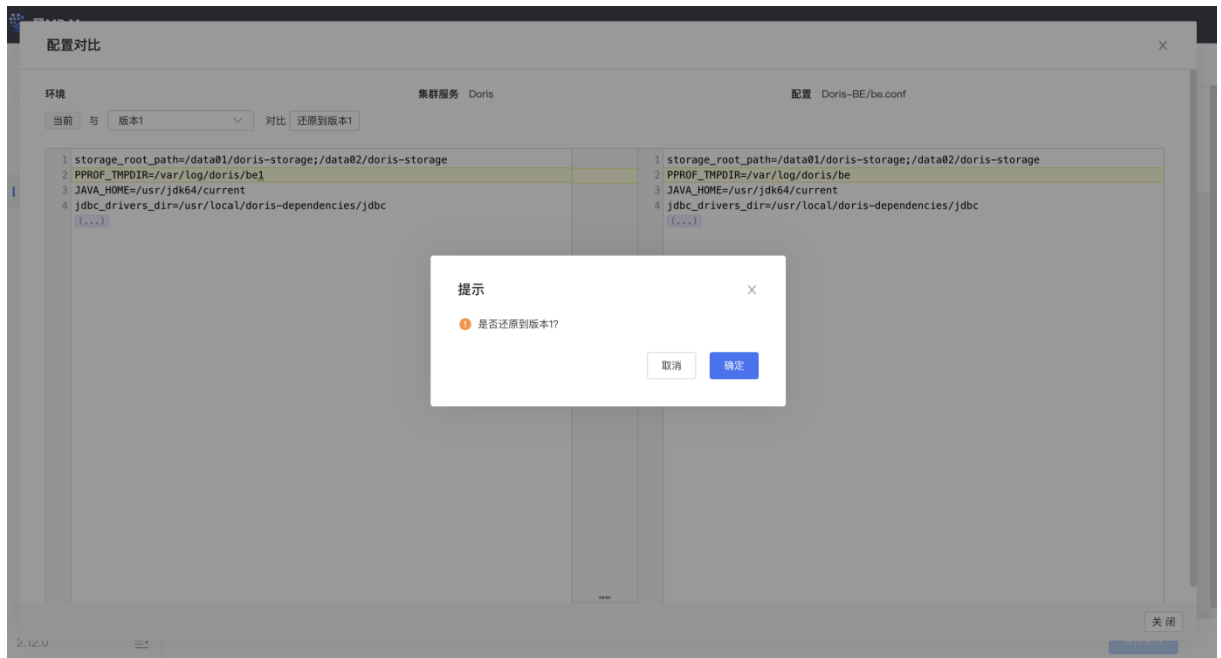 配置对比
环境
集群服务 Doris
配置 Doris-BE/be.conf
当前 与 版本1 对比 还原到版本1
1 storage_root_path=/data01/doris-storage;/data02/doris-storage
2 PPROF_TMPDIR=/var/log/doris/be1
3 JAVA_HOME=/usr/jdk64/current
4 jdbc_drivers_dir=/usr/local/doris-dependencies/jdbc
(...)
1 storage_root_path=/data01/doris-storage;/data02/doris-storage
2 PPROF_TMPDIR=/var/log/doris/be
3 JAVA_HOME=/usr/jdk64/current
4 jdbc_drivers_dir=/usr/local/doris-dependencies/jdbc
(...)
提示
是否还原到版本1?
取消 确定
关闭
2.12.0